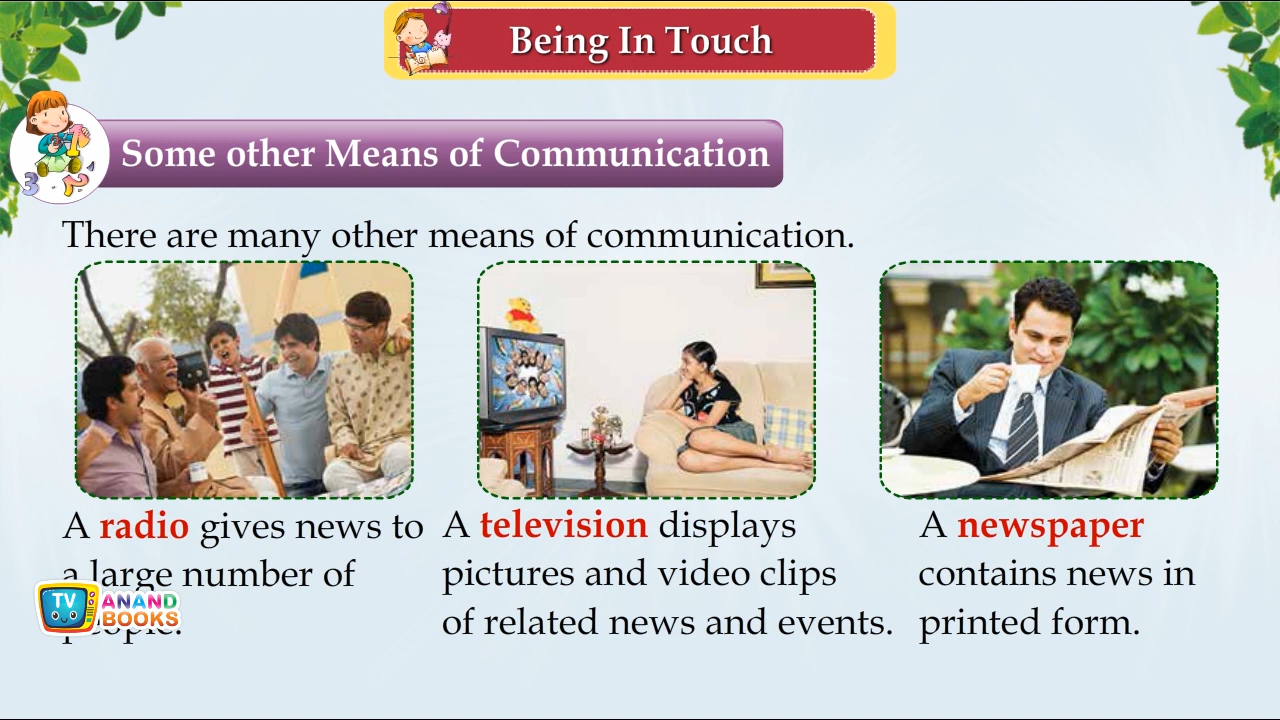 Being In Touch
Some other Means of Communication
There are many other means of communication.
A radio gives news to
a large number of
people.
A television displays
pictures and video clips
of related news and events.
A newspaper
contains news in
printed form.
TV
ANAND
BOOKS